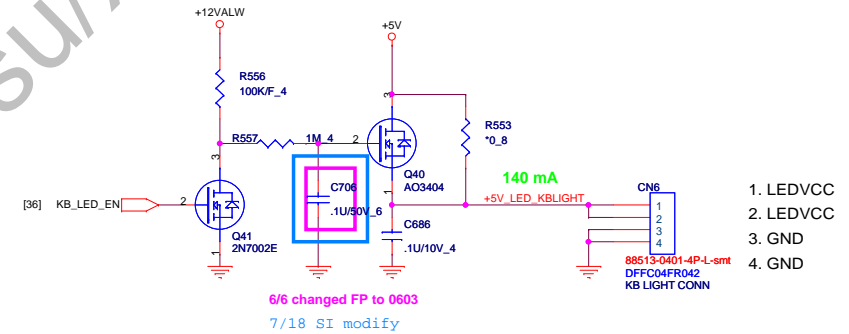 su/
+12VALW
+5V
R556
100K/F_4
3
R557
1M_4
2
R553
*0_8
3
Q40
AO3404
140 mA
CN6
1. LEDVCC
2. LEDVCC
3. GND
4. GND
[36] KB_LED_EN
2
C706
.1U/50V_6
1
+5V_LED_KBLIGHT
1
2
3
4
Q41
2N7002E
1
C686
.1U/10V_4
88513-0401-4P-L-smt
DFFC04FR042
KB LIGHT CONN
6/6 changed FP to 0603
7/18 SI modify